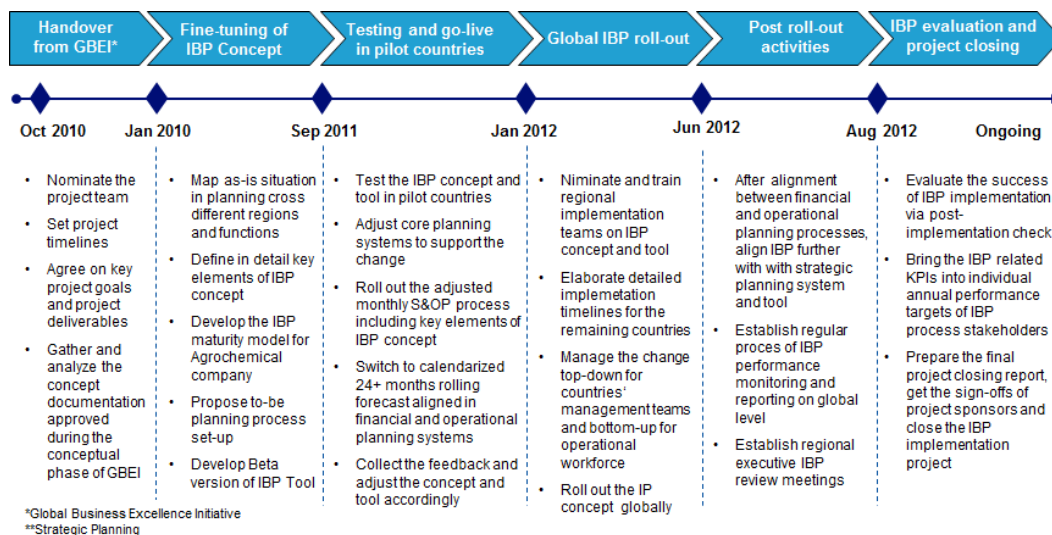 Handover
from GBEI*
Fine-tuning of
IBP Concept
Testing and go-live
in pilot countries
Global IBP roll-out
Post roll-out
activities
IBP evaluation and
project closing
Oct 2010
Jan 2010
Sep 2011
Jan 2012
Jun 2012
Aug 2012
Ongoing
• Nominate the
project team
• Set project
timelines
• Agree on key
project goals
and project
deliverables
• Gather and
analyze the
concept
documentation
approved
during the
conceptual
phase of GBEI
• Map as-is situation
in planning cross
different regions
and functions
• Define in detail key
elements of IBP
concept
• Develop the IBP
maturity model for
Agrochemical
company
• Propose to-be
planning process
set-up
• Develop Beta
version of IBP Tool
• Test the IBP concept and
tool in pilot countries
• Adjust core planning
systems to support the
change
• Roll out the adjusted
monthly S&OP process
including key elements of
IBP concept
• Switch to calendarized
24+ months rolling
forecast aligned in
financial and operational
planning systems
• Collect the feedback and
adjust the concept and
tool accordingly
• Niminate and train
regional
implementation
teams on IBP
concept and tool
• Elaborate detailed
implemetation
timelines for the
remaining countries
• Manage the change
top-down for
countries‘
management teams
and bottom-up for
operational
workforce
• Roll out the IP
concept globally
• After alignment
between financial
and operational
planning processes,
align IBP further
with with strategic
planning system
and tool
• Establish regular
proces of IBP
performance
monitoring and
reporting on global
level
• Establish regional
executive IBP
review meetings
• Evaluate the success
of IBP implementation
via post-
implementation check
• Bring the IBP related
KPIs into individual
annual performance
targets of IBP
process stakeholders
• Prepare the final
project closing report,
get the sign-offs of
project sponsors and
close the IBP
implementation
project
*Global Business Excellence Initiative
**Strategic Planning